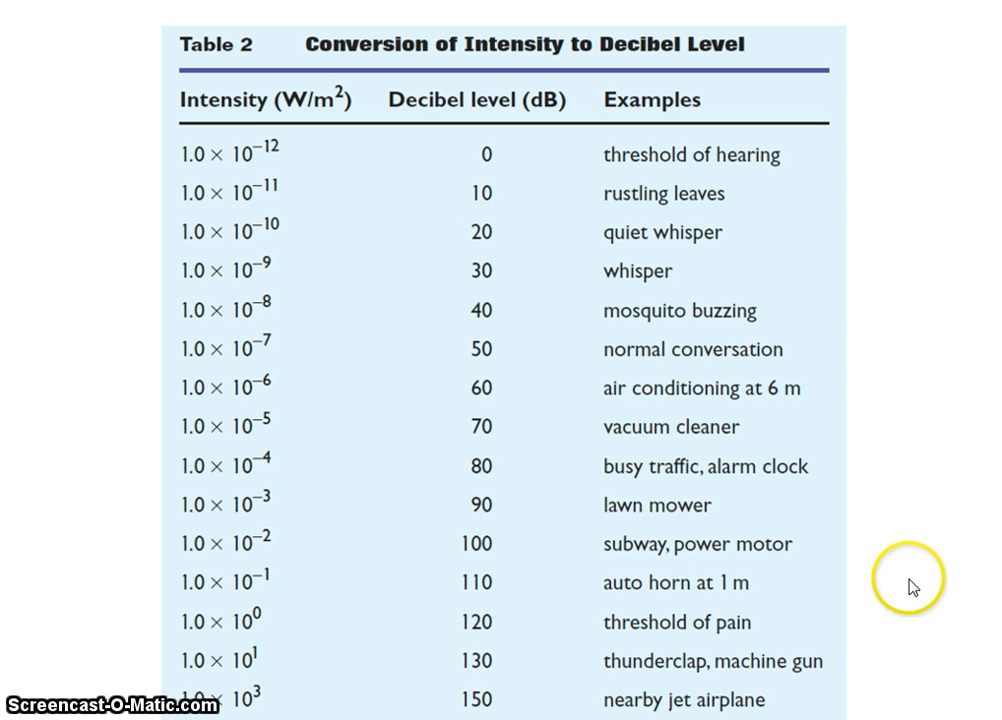 Table 2 Conversion of Intensity to Decibel Level
Intensity (W/m²) Decibel level (dB) Examples
1.0 × 10⁻¹² 0 threshold of hearing
1.0 × 10⁻¹¹ 10 rustling leaves
1.0 × 10⁻¹⁰ 20 quiet whisper
1.0 × 10⁻⁹ 30 whisper
1.0 × 10⁻⁸ 40 mosquito buzzing
1.0 × 10⁻⁷ 50 normal conversation
1.0 × 10⁻⁶ 60 air conditioning at 6 m
1.0 × 10⁻⁵ 70 vacuum cleaner
1.0 × 10⁻⁴ 80 busy traffic, alarm clock
1.0 × 10⁻³ 90 lawn mower
1.0 × 10⁻² 100 subway, power motor
1.0 × 10⁻¹ 110 auto horn at 1 m
1.0 × 10⁰ 120 threshold of pain
1.0 × 10¹ 130 thunderclap, machine gun
1.0 × 10³ 150 nearby jet airplane
Screencast-O-Matic.com